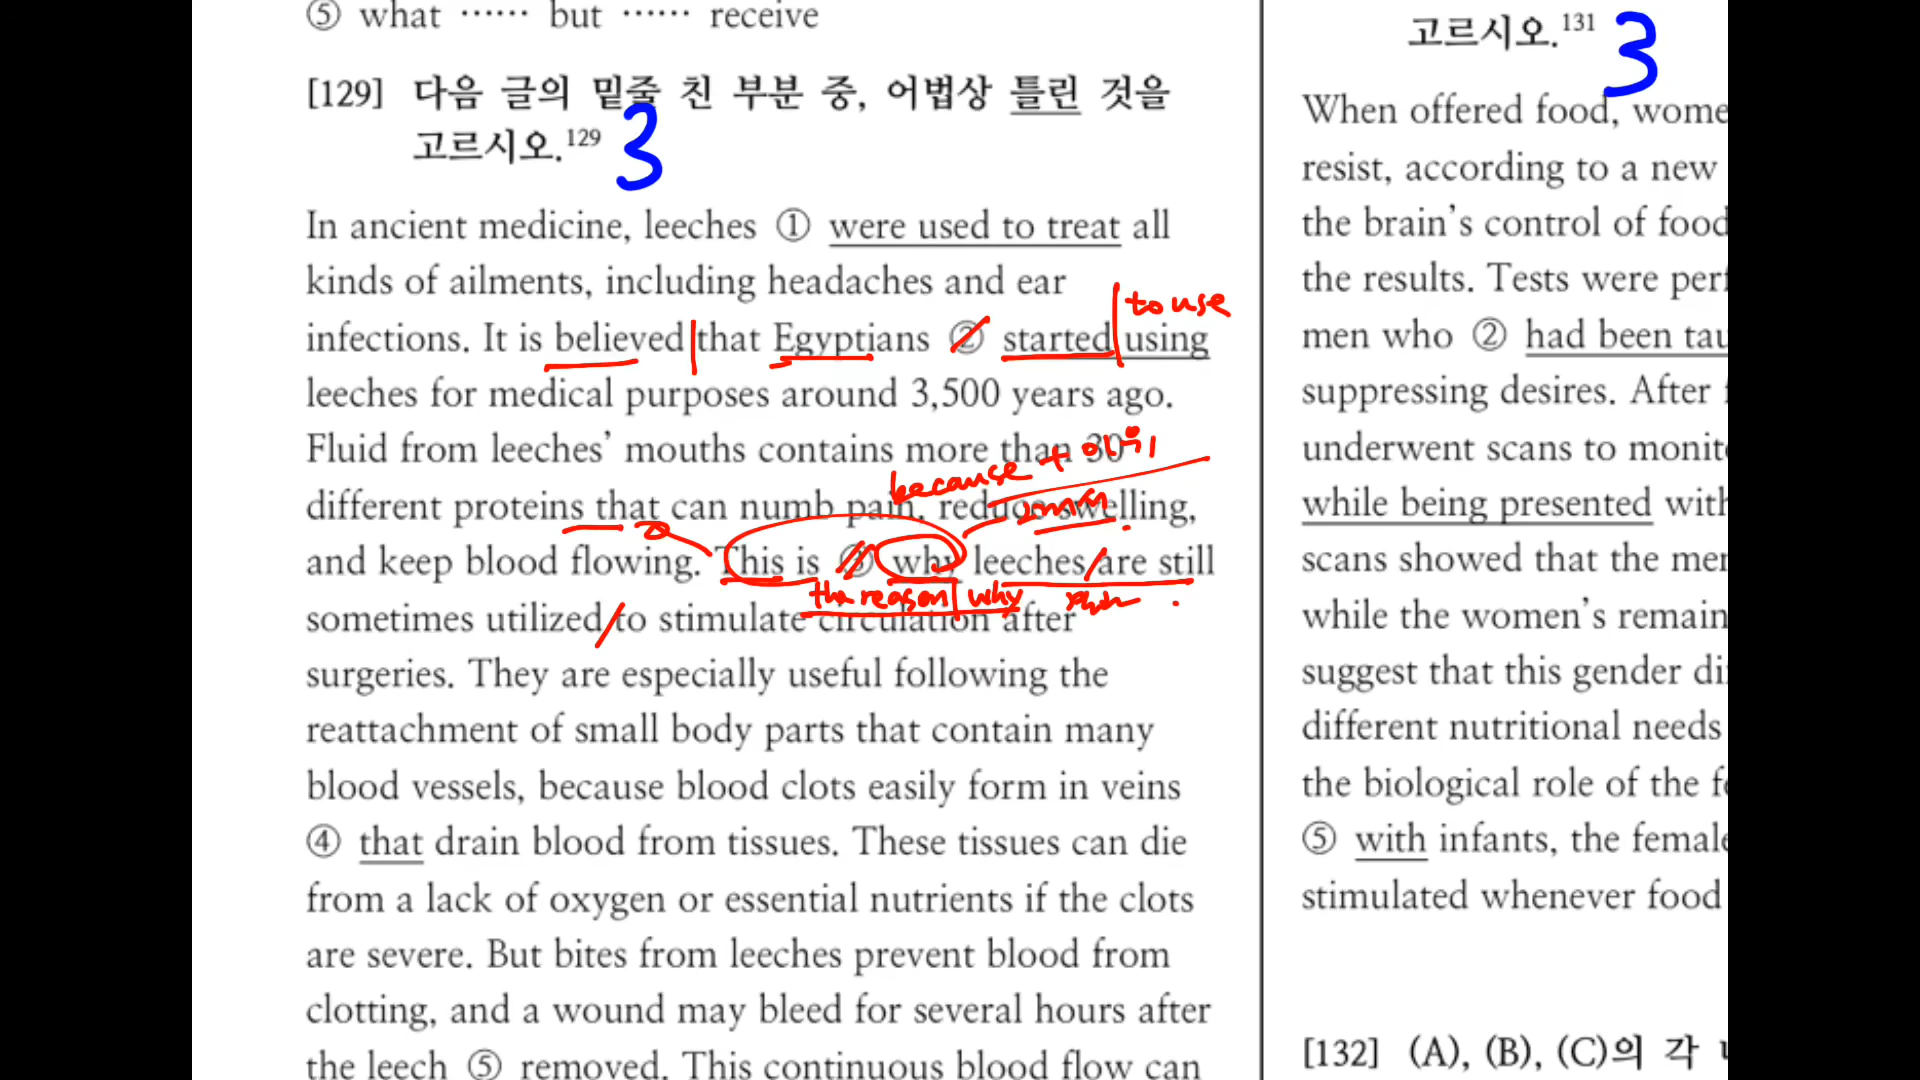 ⑤ what …… but …… receive
[129] 다음 글의 밑줄 친 부분 중, 어법상 틀린 것을
고르시오.129 3
In ancient medicine, leeches ① were used to treat all
kinds of ailments, including headaches and ear
to use
infections. It is believed that Egyptians ② started using
leeches for medical purposes around 3,500 years ago.
Fluid from leeches' mouths contains more than 30
because + 이유
different proteins that can numb pain, reduce swelling,
and keep blood flowing. This is ③ why leeches are still
the reason why
sometimes utilized to stimulate circulation after
surgeries. They are especially useful following the
reattachment of small body parts that contain many
blood vessels, because blood clots easily form in veins
④ that drain blood from tissues. These tissues can die
from a lack of oxygen or essential nutrients if the clots
are severe. But bites from leeches prevent blood from
clotting, and a wound may bleed for several hours after
the leech ⑤ removed. This continuous blood flow can
고르시오.131 3
When offered food, wome
resist, according to a new
the brain's control of food
the results. Tests were per
men who ② had been tau
suppressing desires. After
underwent scans to monit
while being presented with
scans showed that the me
while the women's remain
suggest that this gender di
different nutritional needs
the biological role of the f
⑤ with infants, the female
stimulated whenever food
[132] (A), (B), (C)의 각